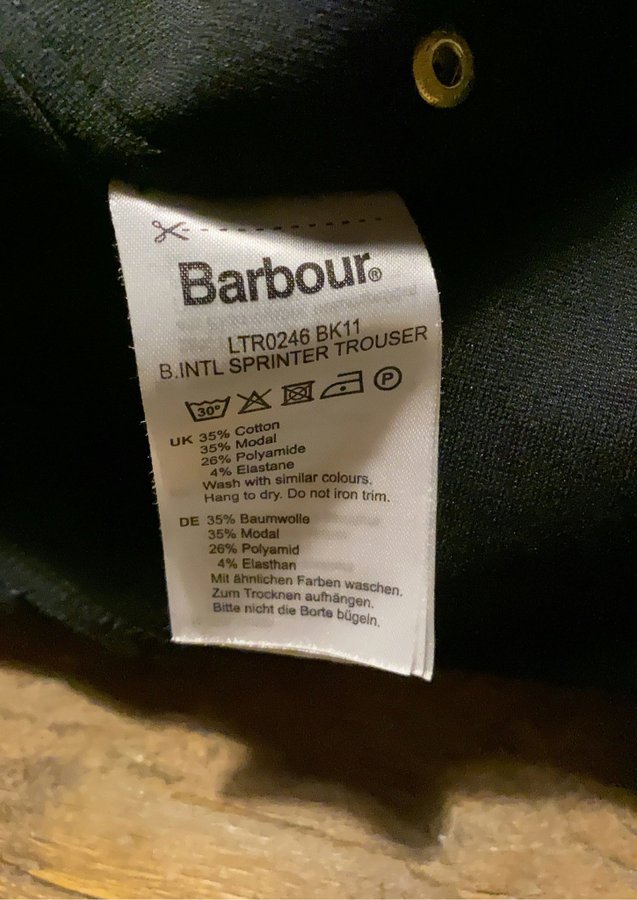 Barbour®
LTR0246 BK11
B.INTL SPRINTER TROUSER
30° P
UK 35% Cotton
35% Modal
26% Polyamide
4% Elastane
Wash with similar colours.
Hang to dry. Do not iron trim.
DE 35% Baumwolle
35% Modal
26% Polyamid
4% Elasthan
Mit ähnlichen Farben waschen.
Zum Trocknen aufhängen.
Bitte nicht die Borte bügeln.